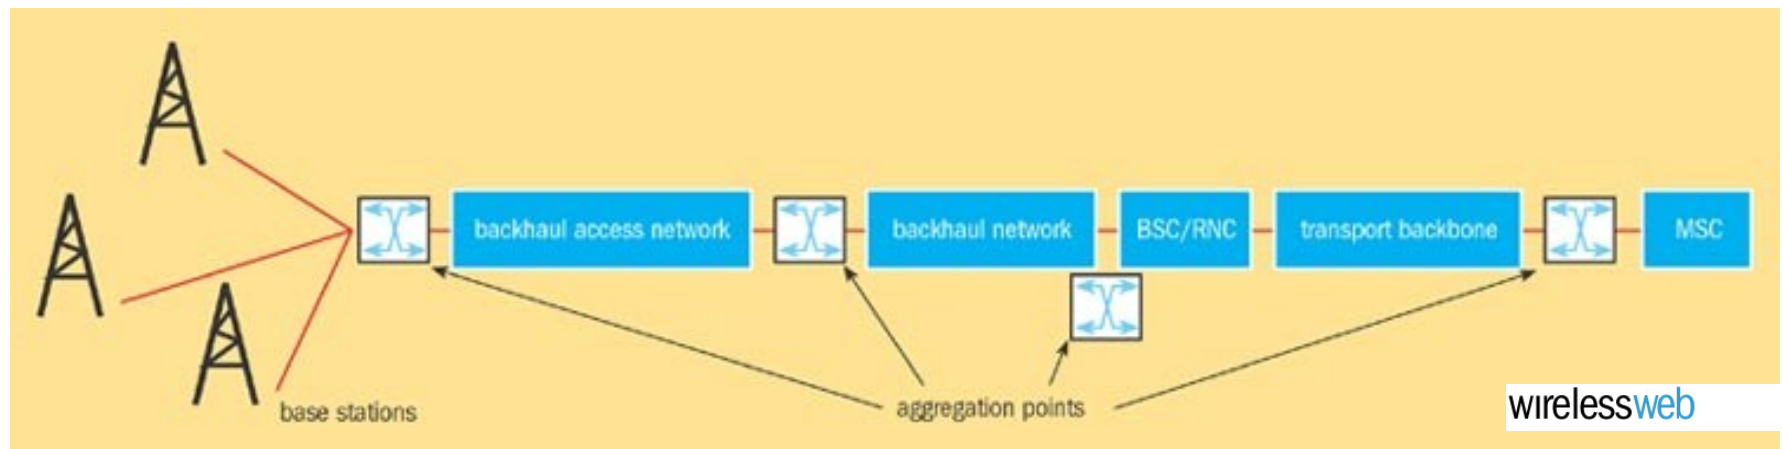 backhaul access network
backhaul network
BSC/RNC
transport backbone
MSC
base stations
aggregation points
wirelessweb